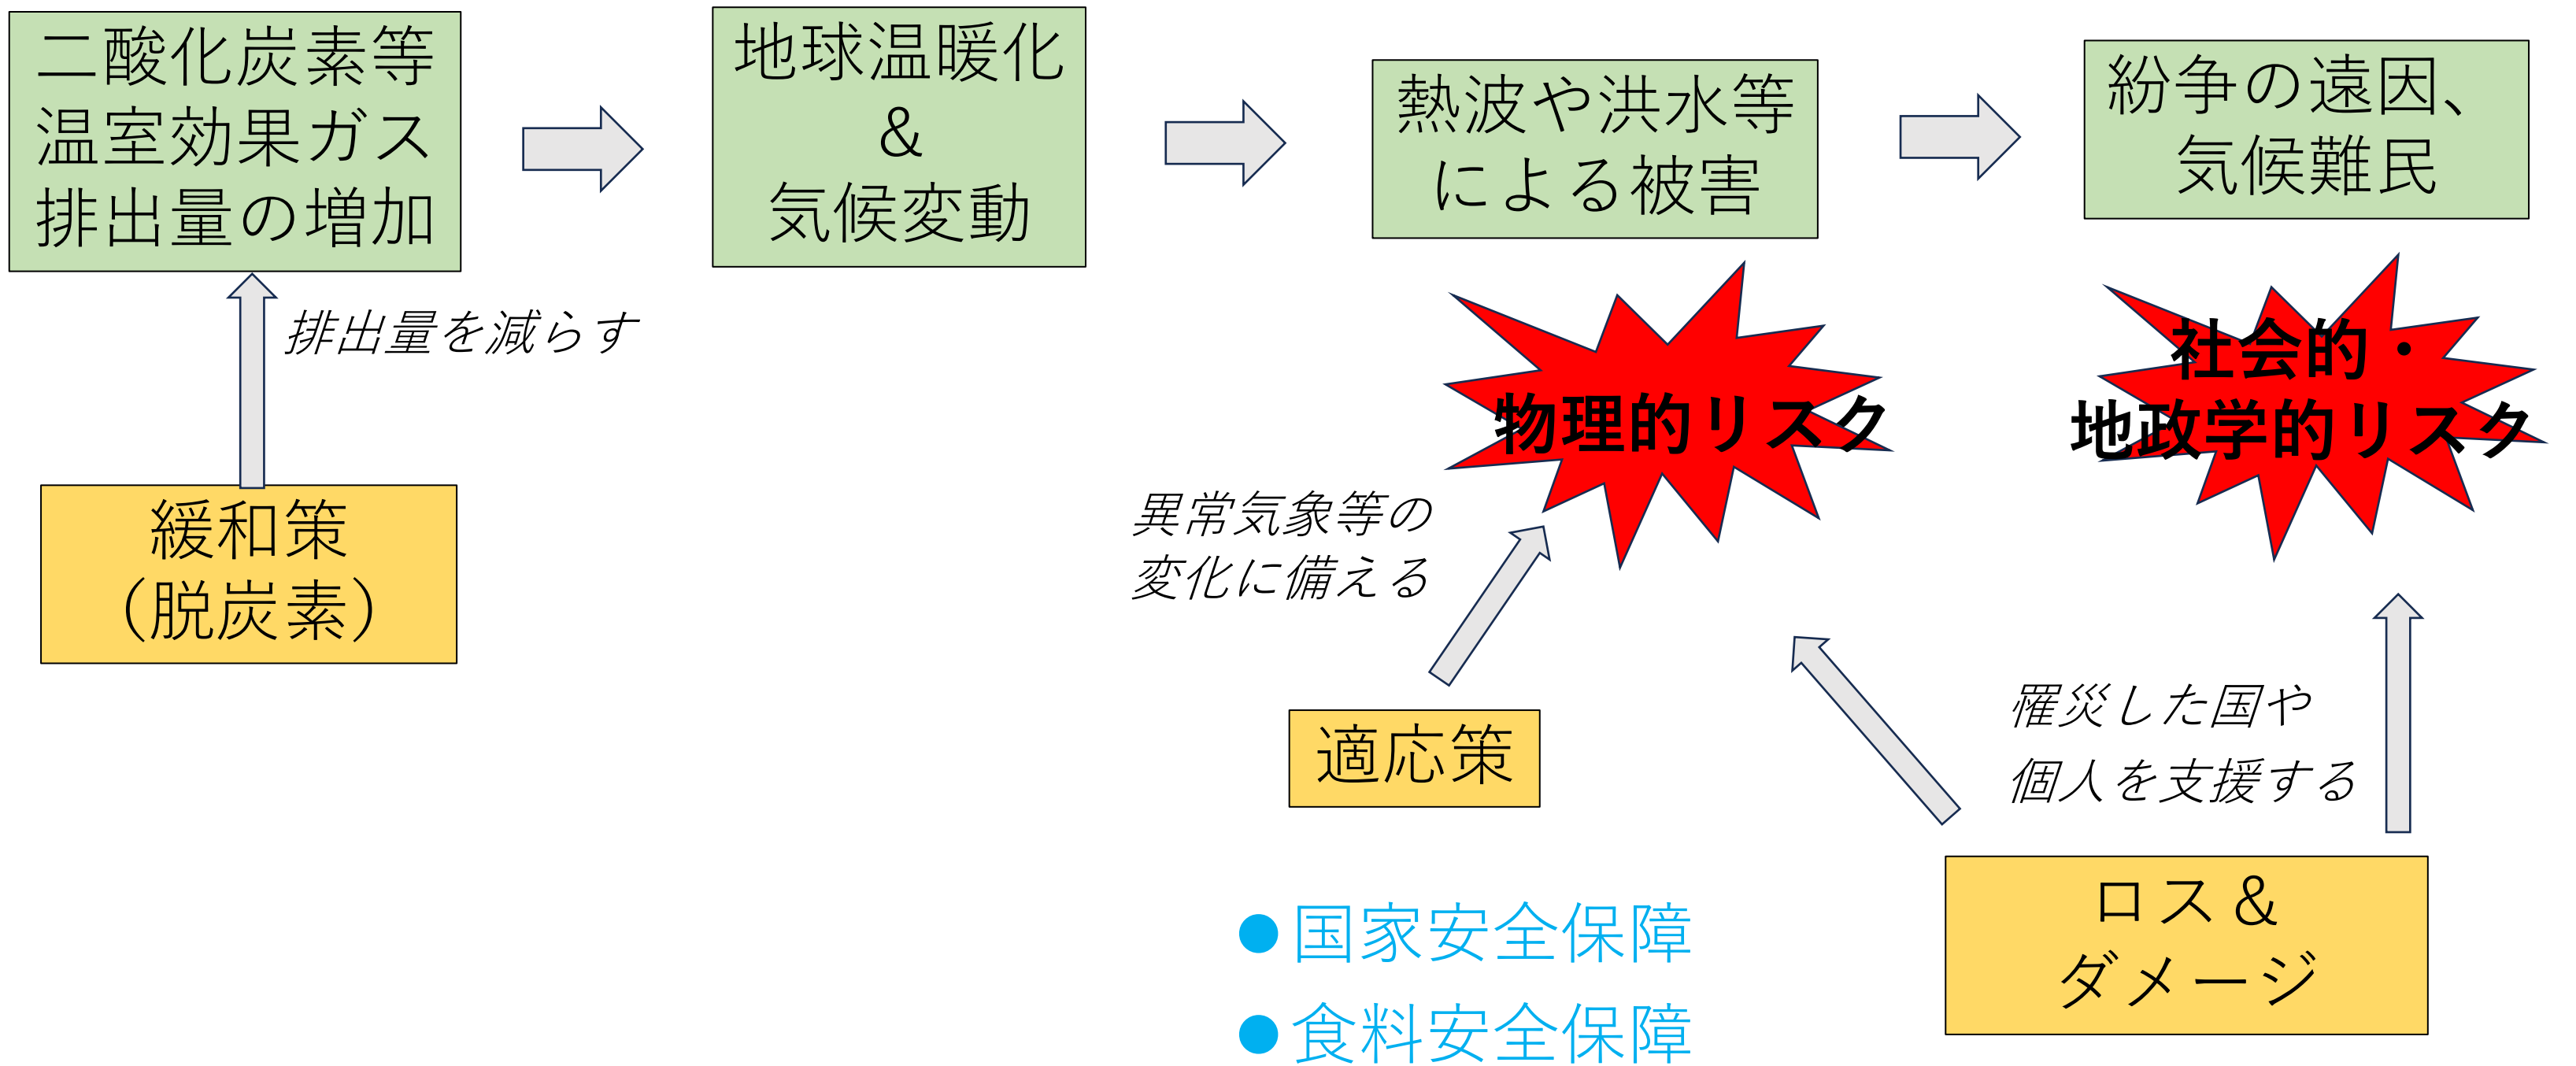 二酸化炭素等
温室効果ガス
排出量の増加
地球温暖化
&
気候変動
熱波や洪水等
による被害
紛争の遠因、
気候難民
排出量を減らす
物理的リスク
社会的・
地政学的リスク
緩和策
（脱炭素）
異常気象等の
変化に備える
適応策
罹災した国や
個人を支援する
ロス＆
ダメージ
●国家安全保障
●食料安全保障